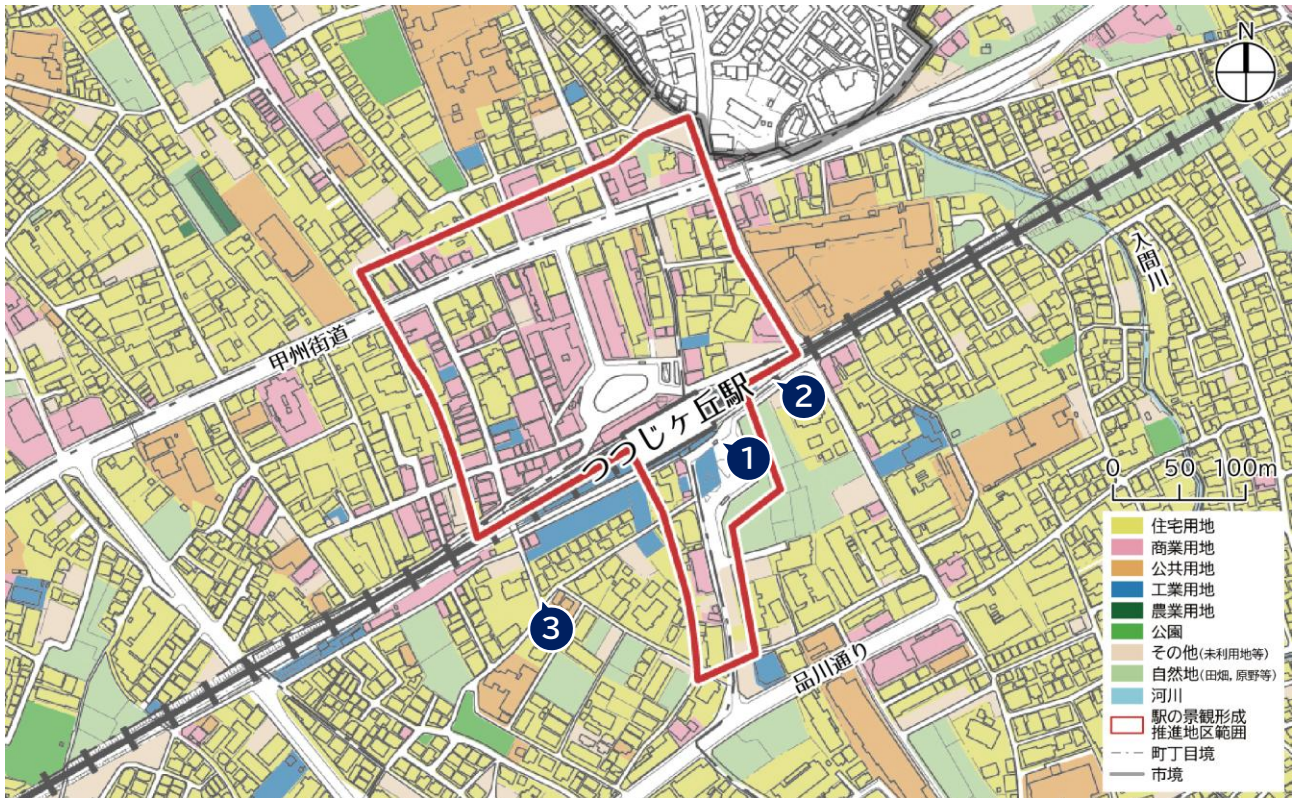 N
入間川
甲州街道
つつじヶ丘駅
2
1
3
品川通り
0 50 100m
住宅用地
商業用地
公共用地
工業用地
農業用地
公園
その他(未利用地等)
自然地(田畑,原野等)
河川
駅の景観形成
推進地区範囲
町丁目境
市境